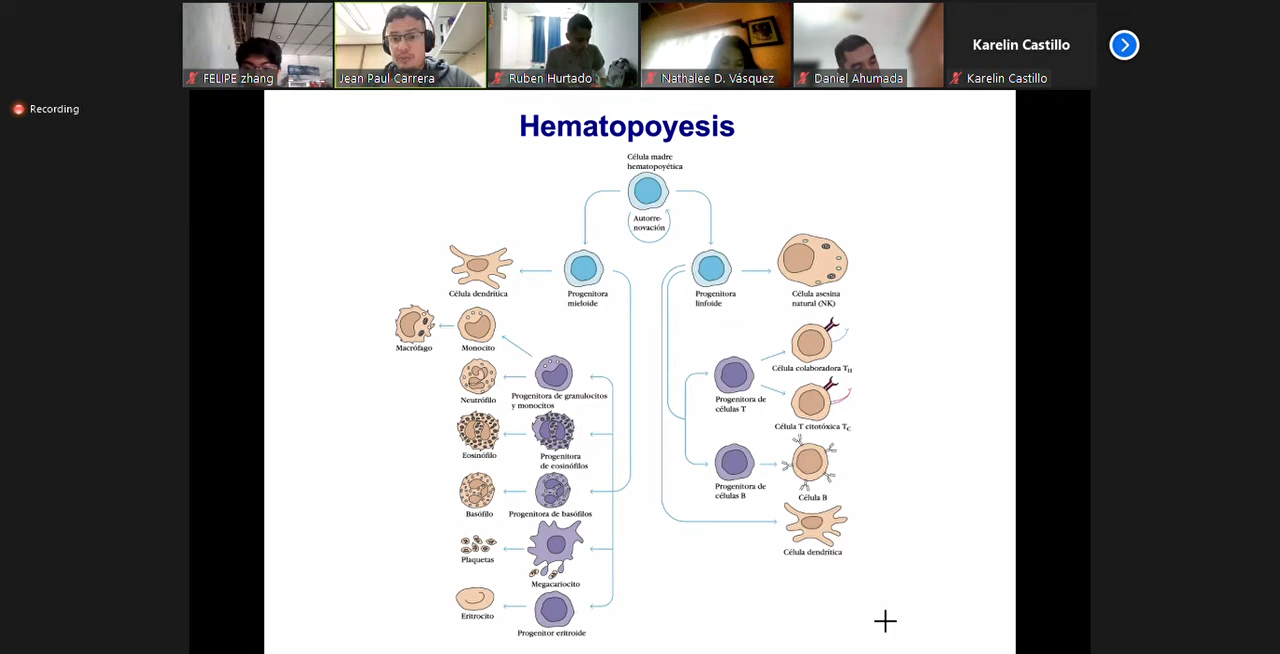 FELIPE zhang
Jean Paul Carrera
Ruben Hurtado
Nathalee D. Vásquez
Daniel Ahumada
Karelin Castillo
Karelin Castillo
Recording
Hematopoyesis
Célula madre
hematopoyética
Autorre-
novación
Célula dendrítica
Progenitora
mieloide
Progenitora
linfoide
Célula asesina
natural (NK)
Macrófago
Monocito
Progenitora de granulocitos
y monocitos
Neutrófilo
Eosinófilo
Progenitora
de eosinófilos
Basófilo
Progenitora de basófilos
Plaquetas
Megacariocito
Eritrocito
Progenitor eritroide
Progenitora de
células T
Célula colaboradora TH
Célula T citotóxica TC
Progenitora de
células B
Célula B
Célula dendrítica